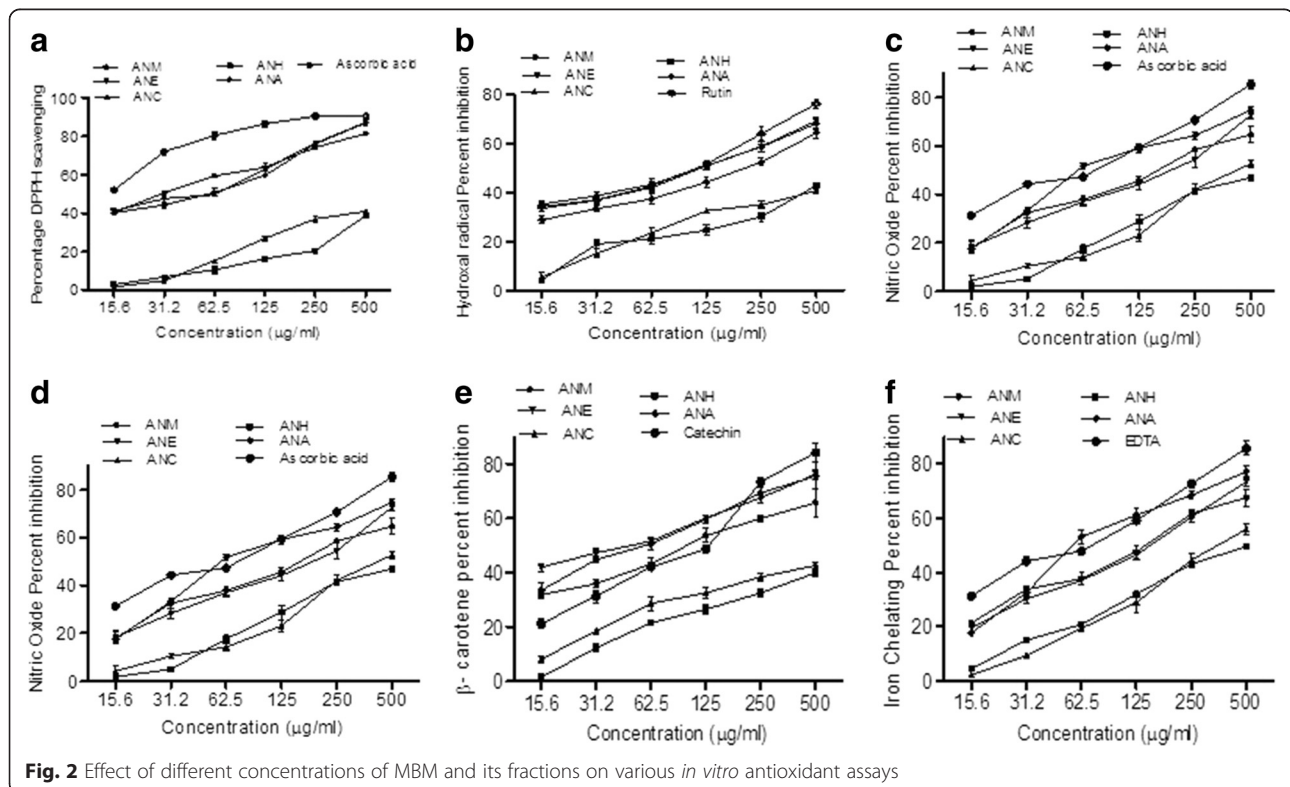 a
ANM
ANE
ANC
ANH
ANA
Ascorbic acid
Percentage DPPH scavenging
100
80
60
40
20
0
15.6 31.2 62.5 125 250 500
Concentration (µg/ml)
b
ANM
ANE
ANC
ANH
ANA
Rutin
Hydroxal radical Percent inhibition
80
60
40
20
0
15.6 31.2 62.5 125 250 500
Concentration (µg/ml)
c
ANM
ANE
ANC
ANH
ANA
Ascorbic acid
Nitric Oxide Percent inhibition
80
60
40
20
0
15.6 31.2 62.5 125 250 500
Concentration (µg/ml)
d
ANM
ANE
ANC
ANH
ANA
Ascorbic acid
Nitric Oxide Percent inhibition
80
60
40
20
0
15.6 31.2 62.5 125 250 500
Concentration (µg/ml)
e
ANM
ANE
ANC
ANH
ANA
Catechin
β- carotene percent inhibition
80
60
40
20
0
15.6 31.2 62.5 125 250 500
Concentration (µg/ml)
f
ANM
ANE
ANC
ANH
ANA
EDTA
Iron Chelating Percent inhibition
80
60
40
20
0
15.6 31.2 62.5 125 250 500
Concentration (µg/ml)
Fig. 2 Effect of different concentrations of MBM and its fractions on various in vitro antioxidant assays